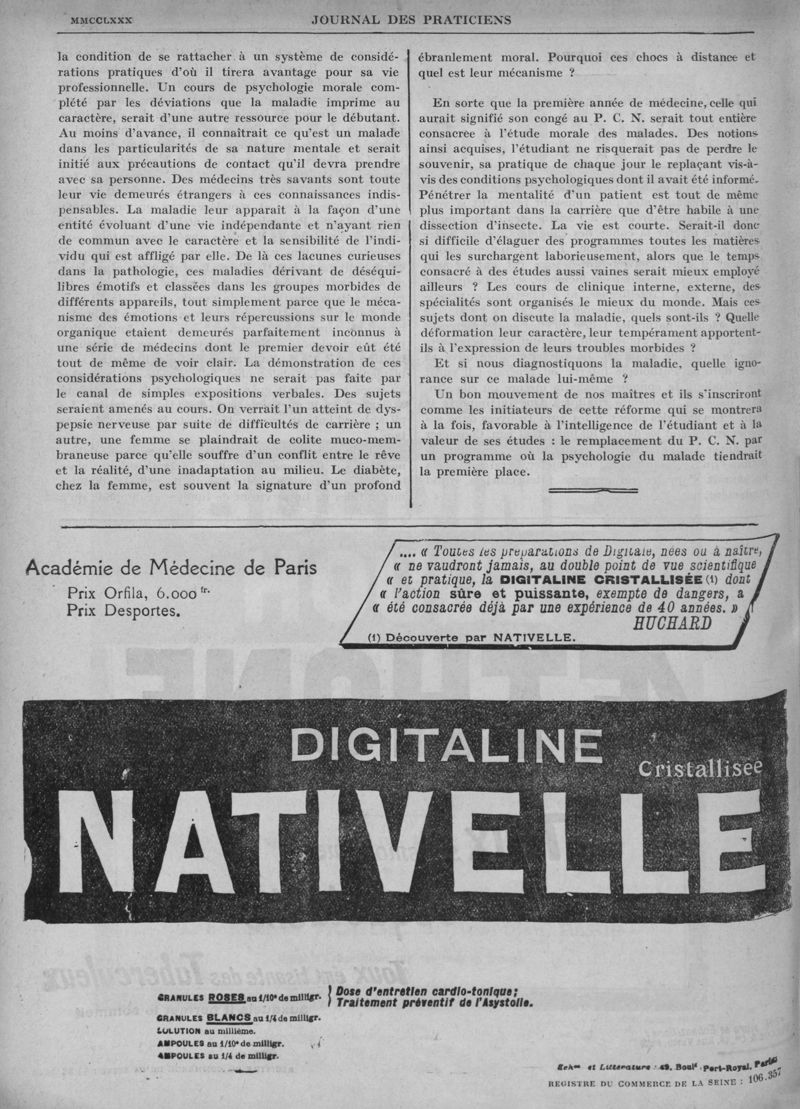 MMCCLXXX
JOURNAL DES PRATICIENS
la condition de se rattacher à un système de considé-
rations pratiques d'où il tirera avantage pour sa vie
professionnelle. Un cours de psychologie morale com-
plété par les déviations que la maladie imprime au
caractère, serait d'une autre ressource pour le débutant.
Au moins d'avance, il connaîtrait ce qu'est un malade
dans les particularités de sa nature mentale et serait
initié aux précautions de contact qu'il devra prendre
avec sa personne. Des médecins très savants sont toute
leur vie demeurés étrangers à ces connaissances indis-
pensables. La maladie leur apparait à la façon d'une
entité évoluant d'une vie indépendante et n'ayant rien
de commun avec le caractère et la sensibilité de l'indi-
vidu qui est affligé par elle. De là ces lacunes curieuses
dans la pathologie, ces maladies dérivant de déséqui-
libres émotifs et classées dans les groupes morbides de
différents appareils, tout simplement parce que le méca-
nisme des émotions et leurs répercussions sur le monde
organique etaient demeurés parfaitement inconnus à
une série de médecins dont le premier devoir eût été
tout de même de voir clair. La démonstration de ces
considérations psychologiques ne serait pas faite par
le canal de simples expositions verbales. Des sujets
seraient amenés au cours. On verrait l'un atteint de dys-
pepsie nerveuse par suite de difficultés de carrière ; un
autre, une femme se plaindrait de colite muco-mem-
braneuse parce qu'elle souffre d'un conflit entre le rêve
et la réalité, d'une inadaptation au milieu. Le diabète,
chez la femme, est souvent la signature d'un profond
ébranlement moral. Pourquoi ces chocs à distance et
quel est leur mécanisme ?
En sorte que la première année de médecine, celle qui
aurait signifié son congé au P. C. N. serait tout entière
consacrée à l'étude morale des malades. Des notions
ainsi acquises, l'étudiant ne risquerait pas de perdre le
souvenir, sa pratique de chaque jour le replaçant vis-à-
vis des conditions psychologiques dont il avait été informé.
Pénétrer la mentalité d'un patient est tout de même
plus important dans la carrière que d'être habile à une
dissection d'insecte. La vie est courte. Serait-il donc
si difficile d'élaguer des programmes toutes les matières
qui les surchargent laborieusement, alors que le temps
consacré à des études aussi vaines serait mieux employé
ailleurs ? Les cours de clinique interne, externe, des
spécialités sont organisés le mieux du monde. Mais ces
sujets dont on discute la maladie, quels sont-ils ? Quelle
déformation leur caractère, leur tempérament apportent-
ils à l'expression de leurs troubles morbides ?
Et si nous diagnostiquons la maladie, quelle igno-
rance sur ce malade lui-même ?
Un bon mouvement de nos maîtres et ils s'inscriront
comme les initiateurs de cette réforme qui se montrera
à la fois, favorable à l'intelligence de l'étudiant et à la
valeur de ses études : le remplacement du P. C. N. par
un programme où la psychologie du malade tiendrait
la première place.
Académie de Médecine de Paris
Prix Orfila, 6.000 fr.
Prix Desportes.
.... « Toutes les préparations de Digitale, nées ou à naître,
« ne vaudront jamais, au double point de vue scientifique
« et pratique, la DIGITALINE CRISTALLISÉE (1) dont
« l'action sûre et puissante, exempte de dangers, a
« été consacrée déjà par une expérience de 40 années. »
HUCHARD
(1) Découverte par NATIVELLE.
DIGITALINE
Cristallisée
NATIVELLE
GRANULES ROSES au 1/10e de milligr. } Dose d'entretien cardio-tonique;
Traitement préventif de l'Asystolie.
GRANULES BLANCS au 1/4 de milligr.
SOLUTION au millième.
AMPOULES au 1/10e de milligr.
AMPOULES au 1/4 de milligr.
Echons et Littérature : 49, Boul. Port-Royal, Paris
REGISTRE DU COMMERCE DE LA SEINE : 106.357